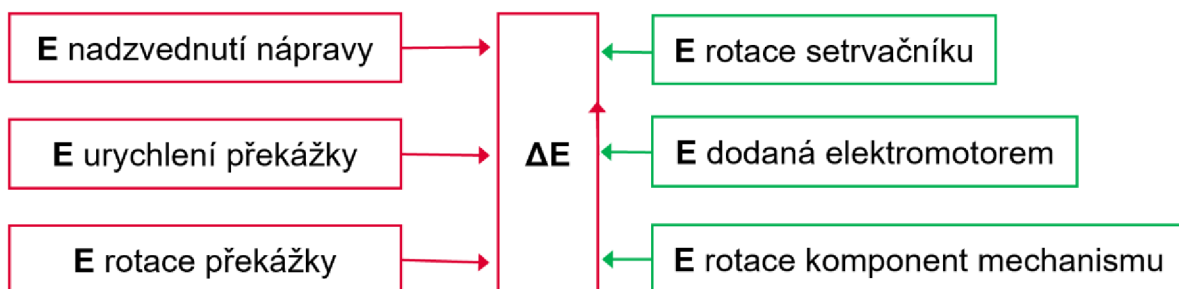 E nadzvednutí nápravy
E urychlení překážky
E rotace překážky
ΔE
E rotace setrvačníku
E dodaná elektromotorem
E rotace komponent mechanismu